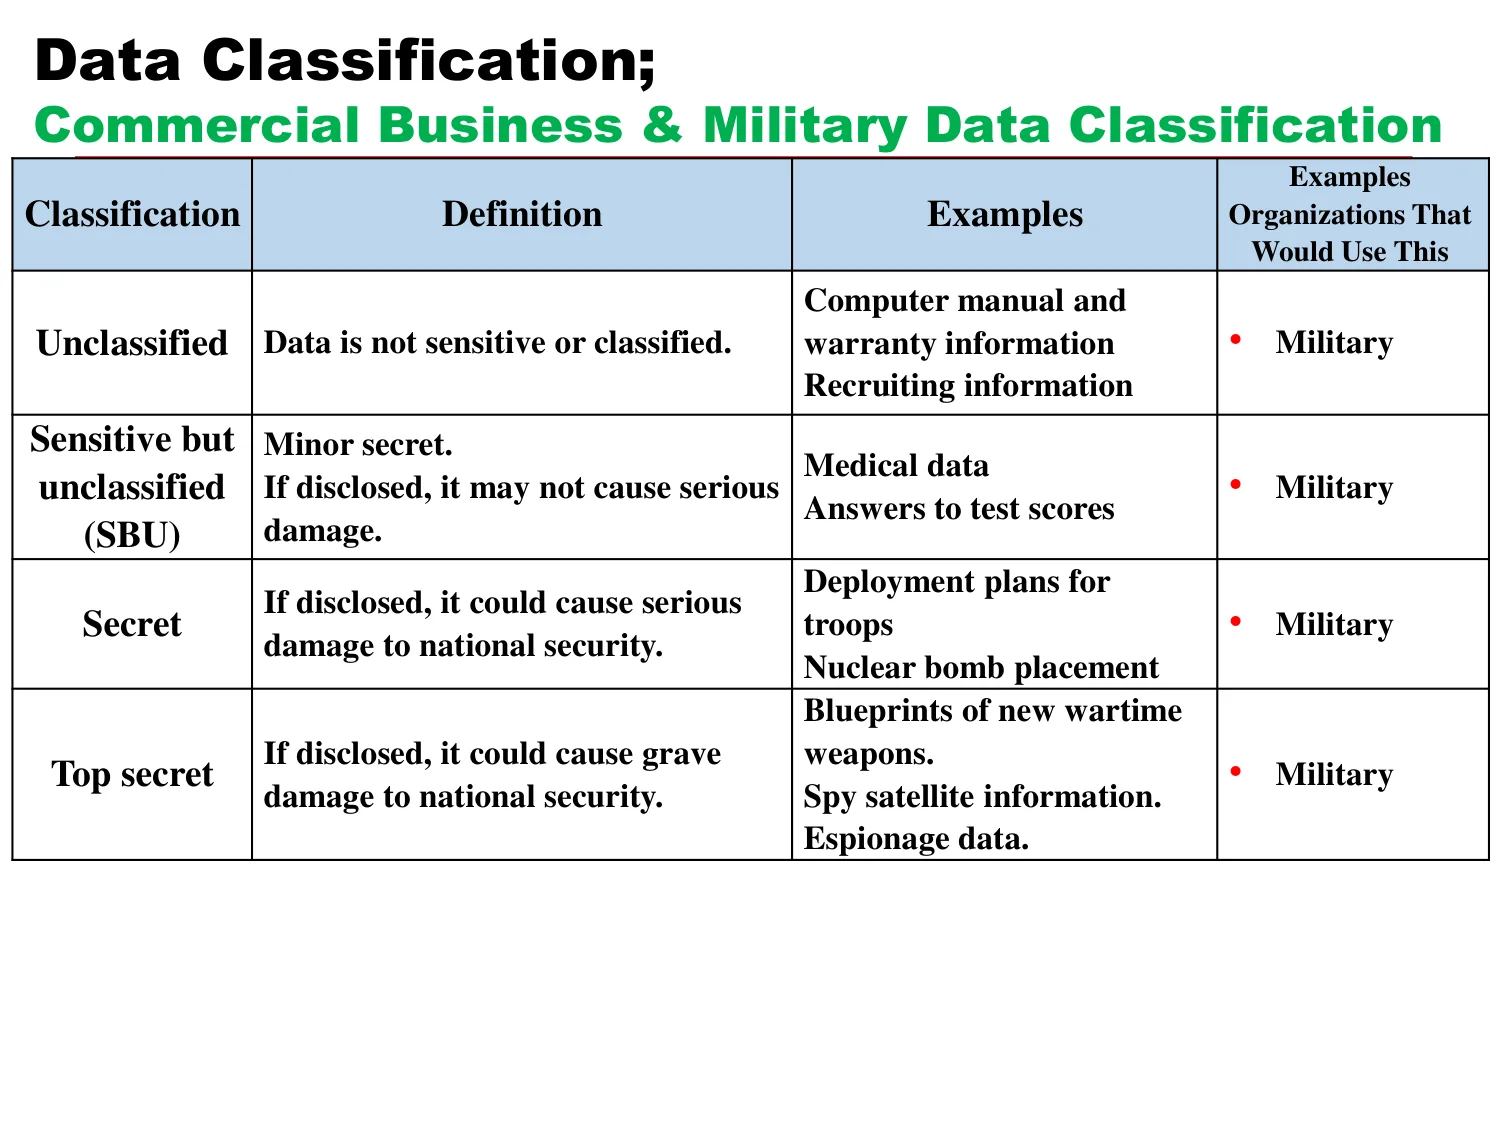 Data Classification;
Commercial Business & Military Data Classification
Classification
Definition
Examples
Examples
Organizations That
Would Use This
Unclassified
Data is not sensitive or classified.
Computer manual and
warranty information
Recruiting information
• Military
Sensitive but
unclassified
(SBU)
Minor secret.
If disclosed, it may not cause serious
damage.
Medical data
Answers to test scores
• Military
Secret
If disclosed, it could cause serious
damage to national security.
Deployment plans for
troops
Nuclear bomb placement
• Military
Top secret
If disclosed, it could cause grave
damage to national security.
Blueprints of new wartime
weapons.
Spy satellite information.
Espionage data.
• Military